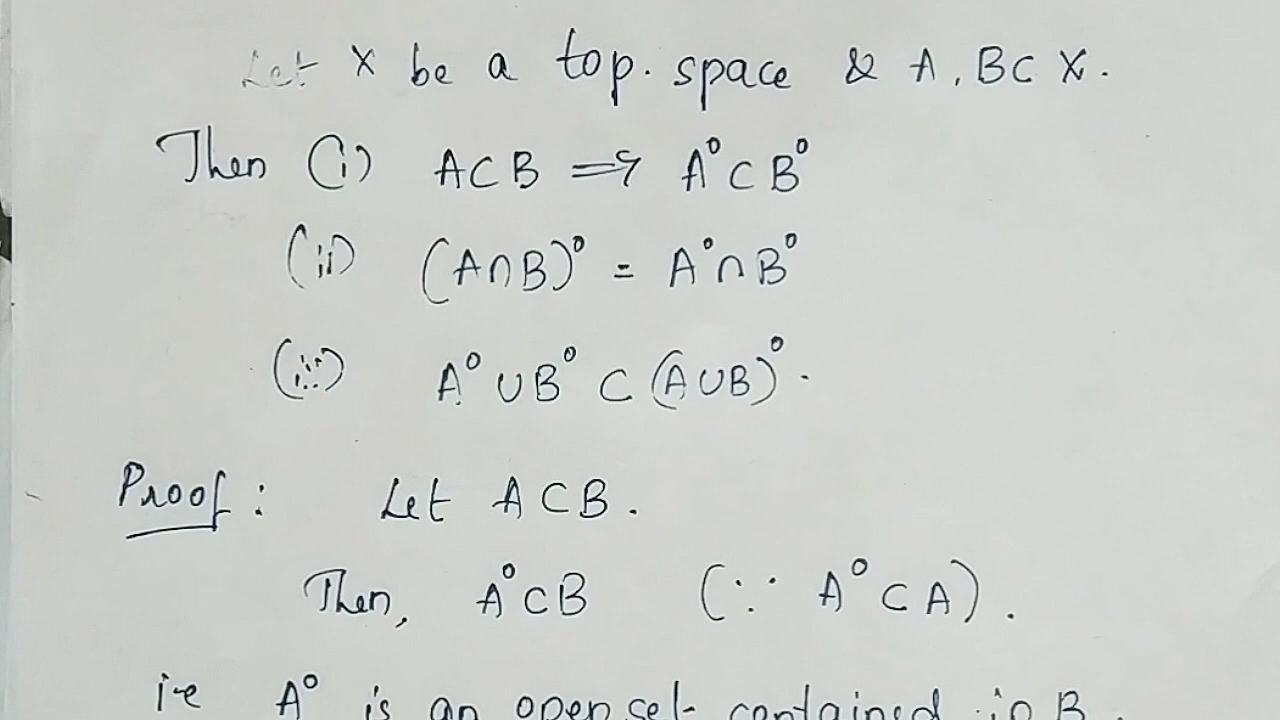 Let X be a top. space & A, B ⊂ X.
Then (i) A⊂B ⇒ A°⊂B°
(ii) (A∩B)° = A°∩B°
(iii) A°∪B° ⊂ (A∪B)°.
Proof: Let A⊂B.
Then, A°⊂B (∵ A°⊂A).
i.e A° is an open set contained in B.